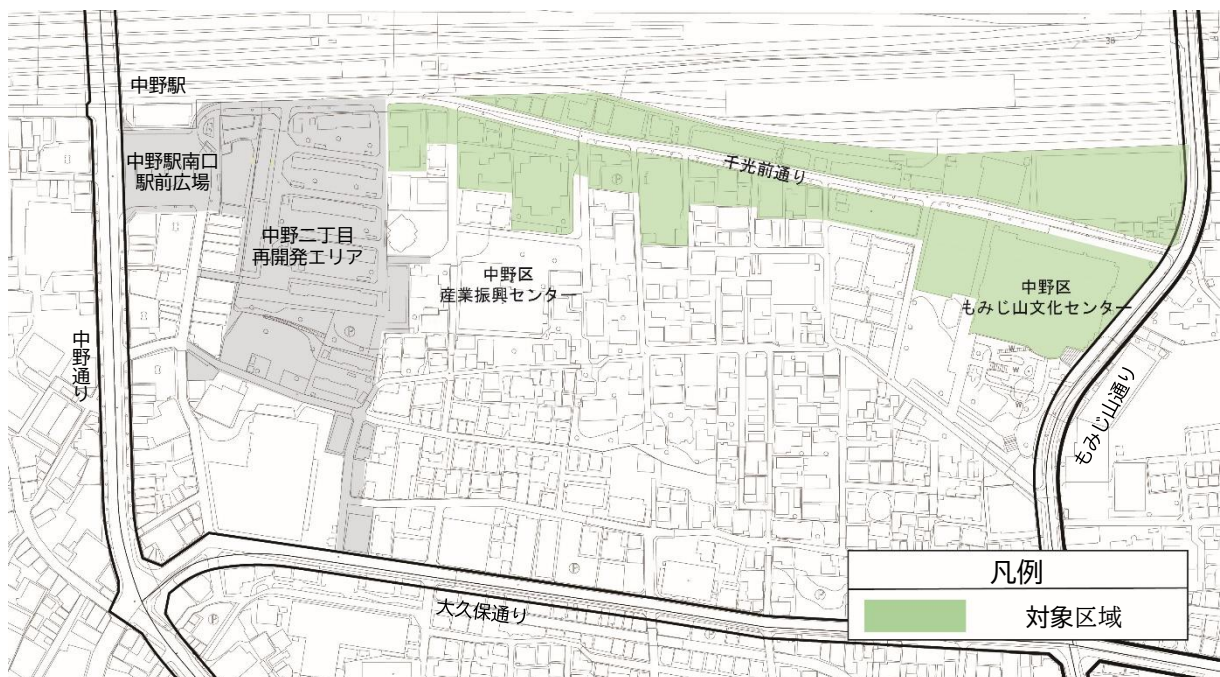 中野駅
中野駅南口
駅前広場
中野二丁目
再開発エリア
中野区
産業振興センター
千光前通り
中野区
もみじ山文化センター
中野通り
もみじ山通り
大久保通り
凡例
対象区域